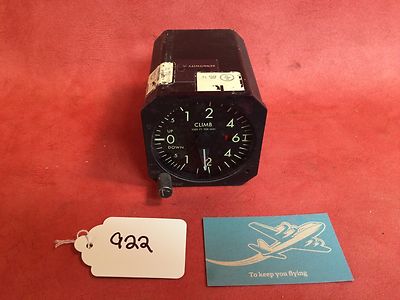 CLIMB
1000 FT PER MIN
.5 1 2 4 6 4 2 1 .5
UP
0
DOWN
922
To keep you flying